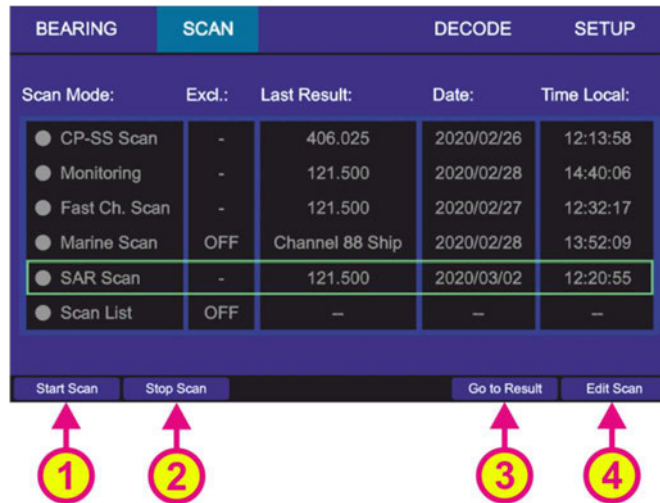 BEARING SCAN DECODE SETUP
Scan Mode: Excl.: Last Result: Date: Time Local:
CP-SS Scan - 406.025 2020/02/26 12:13:58
Monitoring - 121.500 2020/02/28 14:40:06
Fast Ch. Scan - 121.500 2020/02/27 12:32:17
Marine Scan OFF Channel 88 Ship 2020/02/28 13:52:09
SAR Scan - 121.500 2020/03/02 12:20:55
Scan List OFF -- -- --
Start Scan Stop Scan Go to Result Edit Scan
1 2 3 4